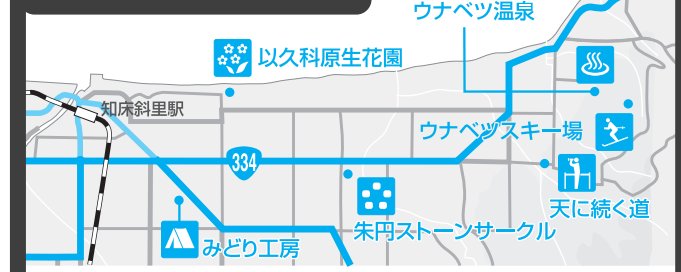 ウナベツ温泉
以久科原生花園
知床斜里駅
ウナベツスキー場
334
天に続く道
朱円ストーンサークル
みどり工房